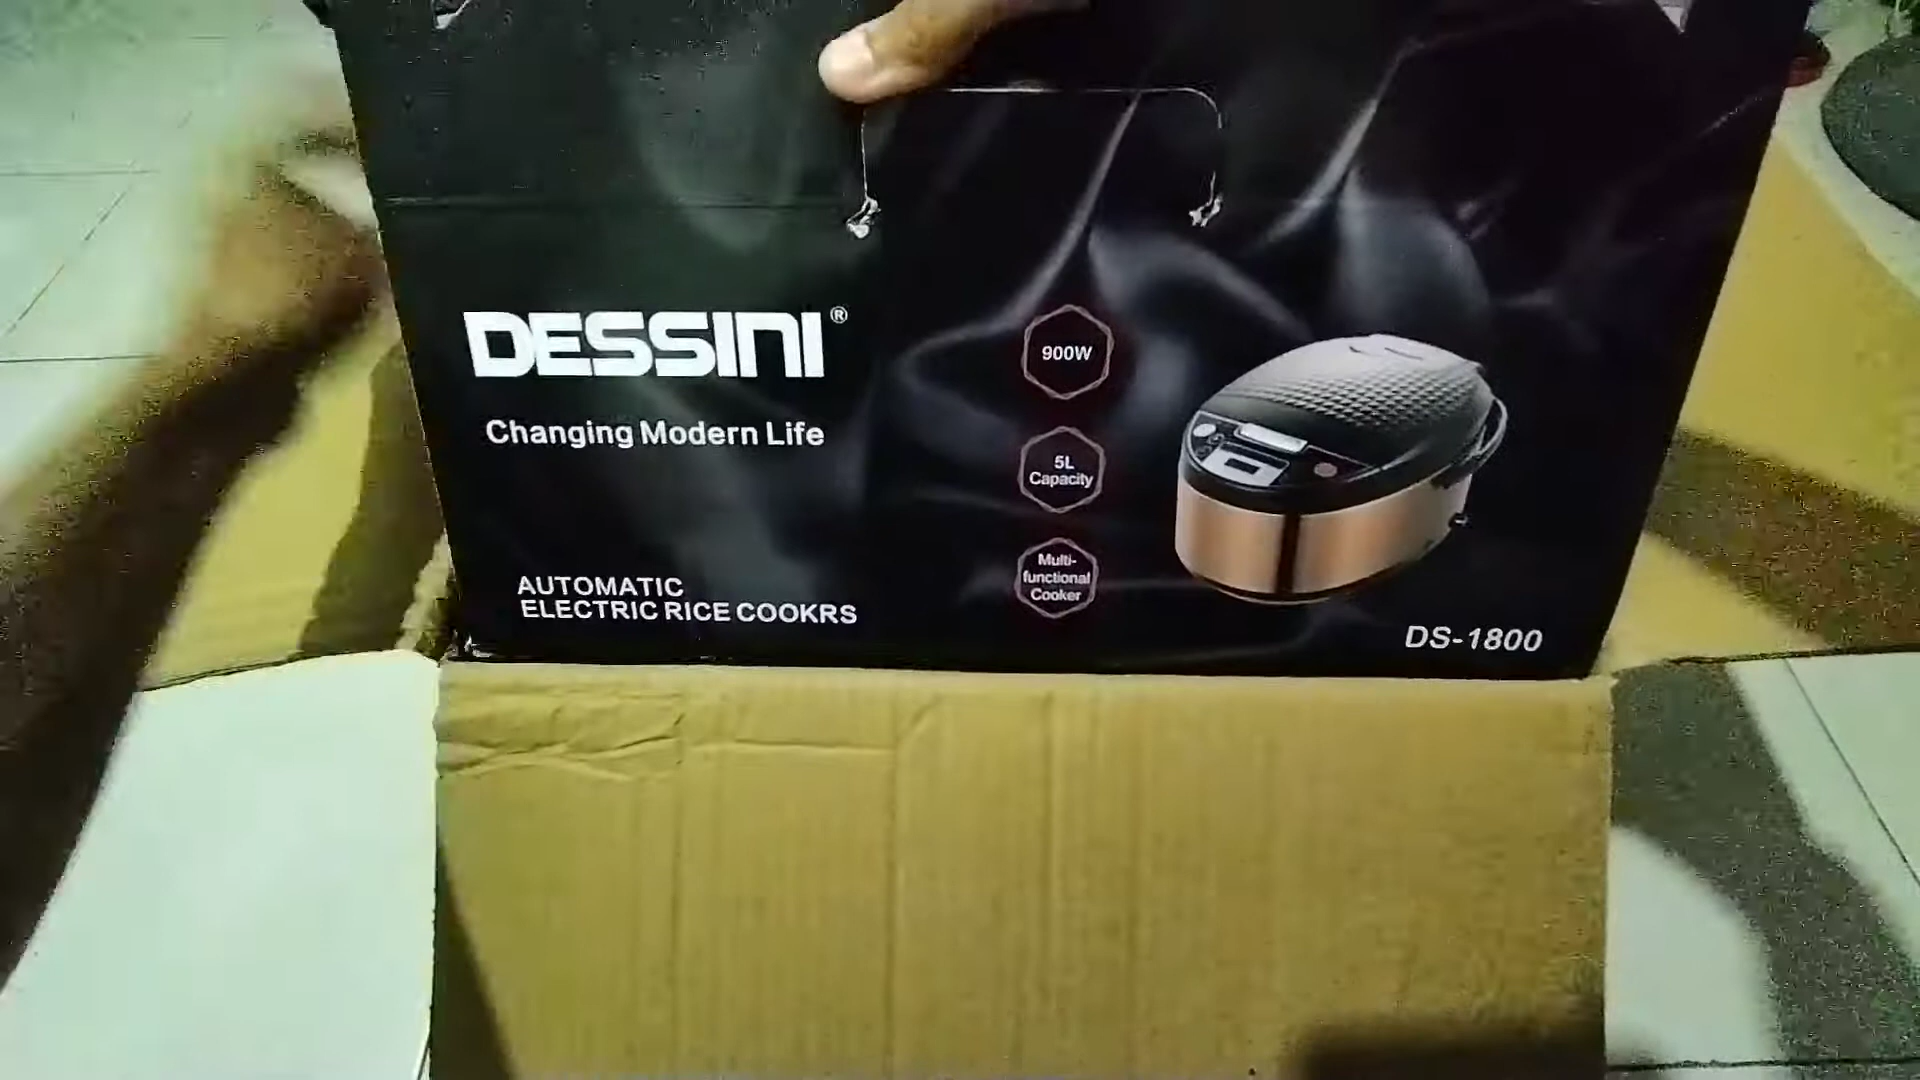 DESSINI®
Changing Modern Life
AUTOMATIC
ELECTRIC RICE COOKRS
900W
5L
Capacity
Multi-
functional
Cooker
DS-1800